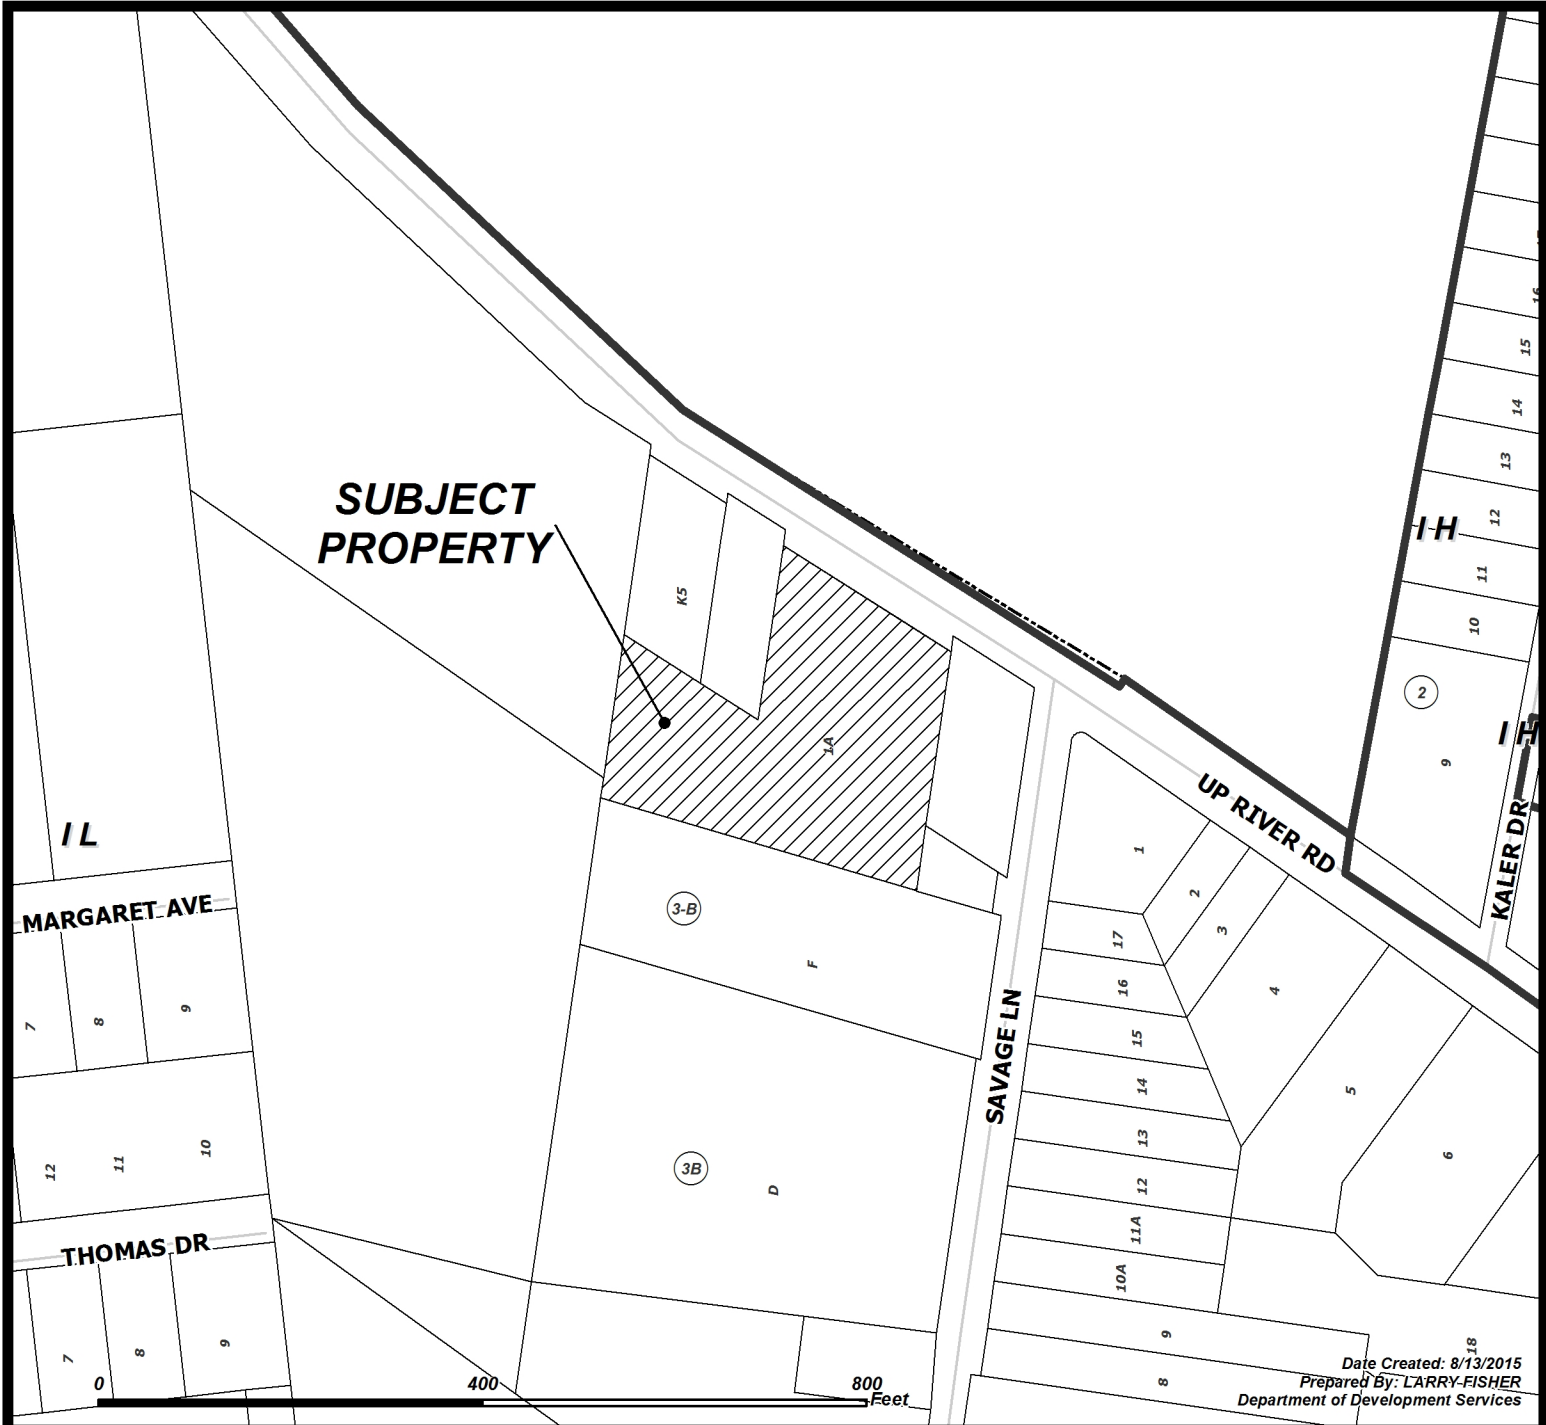 SUBJECT
PROPERTY
K5
1A
I L
I H
I H
MARGARET AVE
THOMAS DR
SAVAGE LN
UP RIVER RD
KALER DR
3-B
F
3B
D
2
16
15
14
13
12
11
10
9
1
2
3
4
5
6
17
16
15
14
13
12
11A
10A
9
8
18
7
8
9
12
11
10
7
8
9
0
400
800
Feet
Date Created: 8/13/2015
Prepared By: LARRY FISHER
Department of Development Services